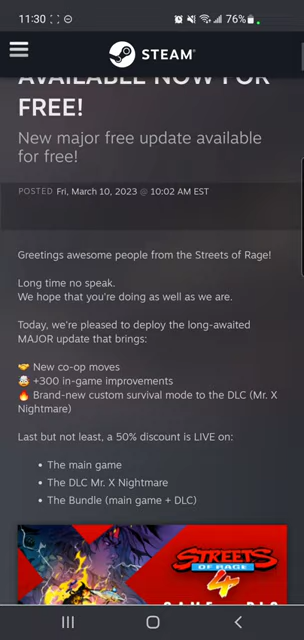 11:30
76%
STEAM®
AVAILABLE NOW FOR
FREE!
New major free update available
for free!
POSTED Fri, March 10, 2023 @ 10:02 AM EST
Greetings awesome people from the Streets of Rage!
Long time no speak.
We hope that you're doing as well as we are.
Today, we're pleased to deploy the long-awaited
MAJOR update that brings:
🤝 New co-op moves
🤯 +300 in-game improvements
🔥 Brand-new custom survival mode to the DLC (Mr. X
Nightmare)
Last but not least, a 50% discount is LIVE on:
• The main game
• The DLC Mr. X Nightmare
• The Bundle (main game + DLC)
STREETS
OF RAGE
4